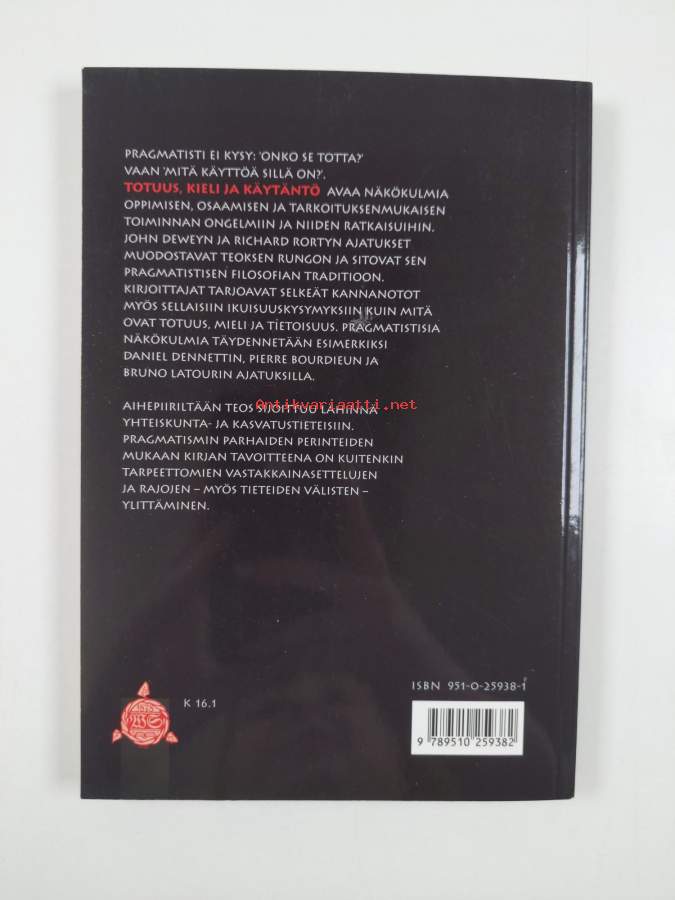 PRAGMATISTI EI KYSY: 'ONKO SE TOTTA?'
VAAN 'MITÄ KÄYTTÖÄ SILLÄ ON?'.
TOTUUS, KIELI JA KÄYTÄNTÖ AVAA NÄKÖKULMIA
OPPIMISEN, OSAAMISEN JA TARKOITUKSENMUKAISEN
TOIMINNAN ONGELMIIN JA NIIDEN RATKAISUIHIN.
JOHN DEWEYN JA RICHARD RORTYN AJATUKSET
MUODOSTAVAT TEOKSEN RUNGON JA SITOVAT SEN
PRAGMATISTISEN FILOSOFIAN TRADITIOON.
KIRJOITTAJAT TARJOAVAT SELKEÄT KANNANOTOT
MYÖS SELLAISIIN IKUISUUSKYSYMYKSIIN KUIN MITÄ
OVAT TOTUUS, MIELI JA TIETOISUUS. PRAGMATISTISIA
NÄKÖKULMIA TÄYDENNETÄÄN ESIMERKIKSI
DANIEL DENNETTIN, PIERRE BOURDIEUN JA
BRUNO LATOURIN AJATUKSILLA.
Antikvariaatti.net
AIHEPIIRILTÄÄN TEOS SIJOITTUU LÄHINNÄ
YHTEISKUNTA- JA KASVATUSTIETEISIIN.
PRAGMATISMIN PARHAIDEN PERINTEIDEN
MUKAAN KIRJAN TAVOITTEENA ON KUITENKIN
TARPEETTOMIEN VASTAKKAINASETTELUJEN
JA RAJOJEN – MYÖS TIETEIDEN VÄLISTEN –
YLITTÄMINEN.
ISBN 951-0-25938-1
K 16.1
WS
9 789510 259382